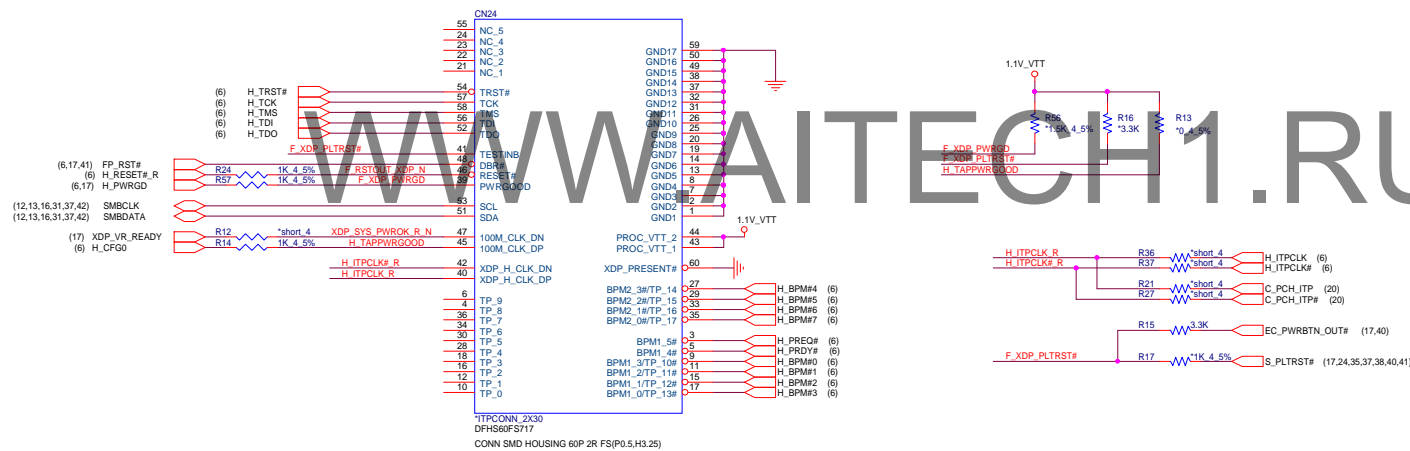 CN24
55 NC_5
24 NC_4
23 NC_3
22 NC_2
21 NC_1
(6) H_TRST# 54 TRST#
(6) H_TCK 57 TCK
(6) H_TMS 58 TMS
(6) H_TDI 56 TDI
(6) H_TDO 52 TDO
F_XDP_PLTRST# 41 TESTINB
(6,17,41) FP_RST# 48 DBR#
(6) H_RESET#_R R24 1K_4_5% F_RSTOUT_XDP_N 46 RESET#
(6,17) H_PWRGD R57 1K_4_5% F_XDP_PWRGD 39 PWRGOOD
(12,13,16,31,37,42) SMBCLK 53 SCL
(12,13,16,31,37,42) SMBDATA 51 SDA
(17) XDP_VR_READY R12 *short_4 XDP_SYS_PWROK_R_N 47 100M_CLK_DN
(6) H_CFG0 R14 1K_4_5% H_TAPPWRGOOD 45 100M_CLK_DP
H_ITPCLK#_R 42 XDP_H_CLK_DN
H_ITPCLK_R 40 XDP_H_CLK_DP
6 TP_9
4 TP_8
36 TP_7
34 TP_6
30 TP_5
28 TP_4
18 TP_3
16 TP_2
12 TP_1
10 TP_0
GND17 59
GND16 50
GND15 49
GND14 38
GND13 37
GND12 32
GND11 31
GND10 26
GND9 25
GND8 20
GND7 19
GND6 14
GND5 13
GND4 8
GND3 7
GND2 2
GND1 1
1.1V_VTT
PROC_VTT_2 44
PROC_VTT_1 43
XDP_PRESENT# 60
BPM2_3#/TP_14 27 H_BPM#4 (6)
BPM2_2#/TP_15 29 H_BPM#5 (6)
BPM2_1#/TP_16 33 H_BPM#6 (6)
BPM2_0#/TP_17 35 H_BPM#7 (6)
BPM1_5# 3 H_PREQ# (6)
BPM1_4# 5 H_PRDY# (6)
BPM1_3/TP_10# 9 H_BPM#0 (6)
BPM1_2/TP_11# 11 H_BPM#1 (6)
BPM1_1/TP_12# 15 H_BPM#2 (6)
BPM1_0/TP_13# 17 H_BPM#3 (6)
*ITPCONN_2X30
DFHS60FS717
CONN SMD HOUSING 60P 2R FS(P0.5,H3.25)
WWW.AITECH1.RU
1.1V_VTT
R56 *1.5K_4_5%
R16 *3.3K
R13 *0_4_5%
F_XDP_PWRGD
F_XDP_PLTRST#
H_TAPPWRGOOD
H_ITPCLK_R R36 *short_4 H_ITPCLK (6)
H_ITPCLK#_R R37 *short_4 H_ITPCLK# (6)
R21 *short_4 C_PCH_ITP (20)
R27 *short_4 C_PCH_ITP# (20)
R15 3.3K EC_PWRBTN_OUT# (17,40)
F_XDP_PLTRST# R17 *1K_4_5% S_PLTRST# (17,24,35,37,38,40,41)